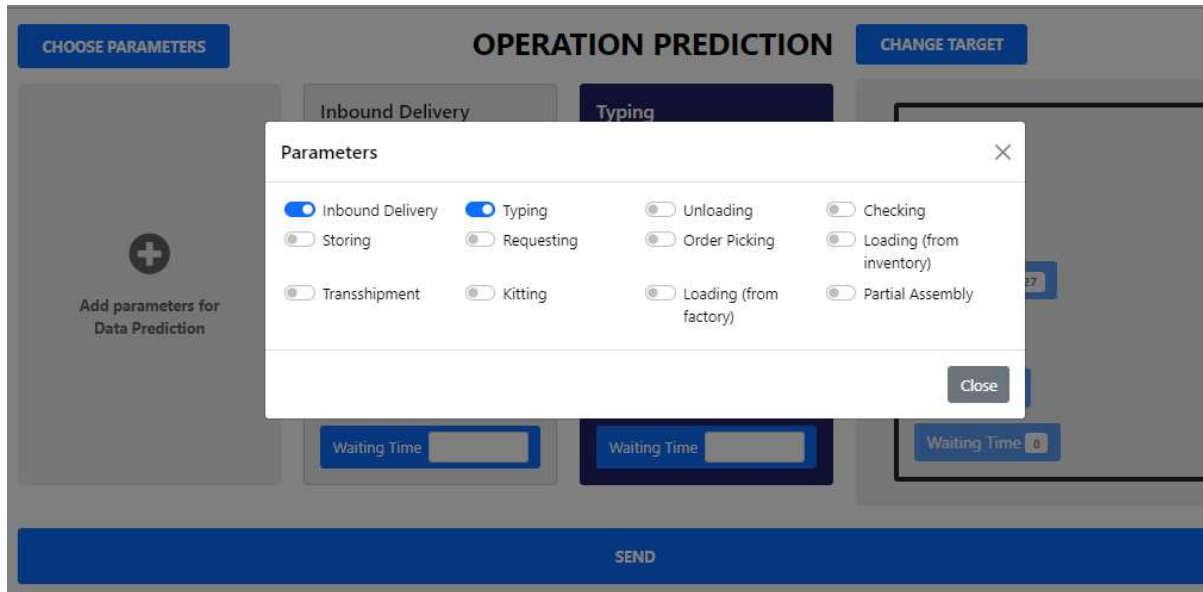 CHOOSE PARAMETERS
OPERATION PREDICTION
CHANGE TARGET
Inbound Delivery
Typing
Parameters
Inbound Delivery
Typing
Unloading
Checking
Storing
Requesting
Order Picking
Loading (from
inventory)
Transshipment
Kitting
Loading (from
factory)
Partial Assembly
Add parameters for
Data Prediction
27
Close
Waiting Time
Waiting Time
Waiting Time 0
SEND